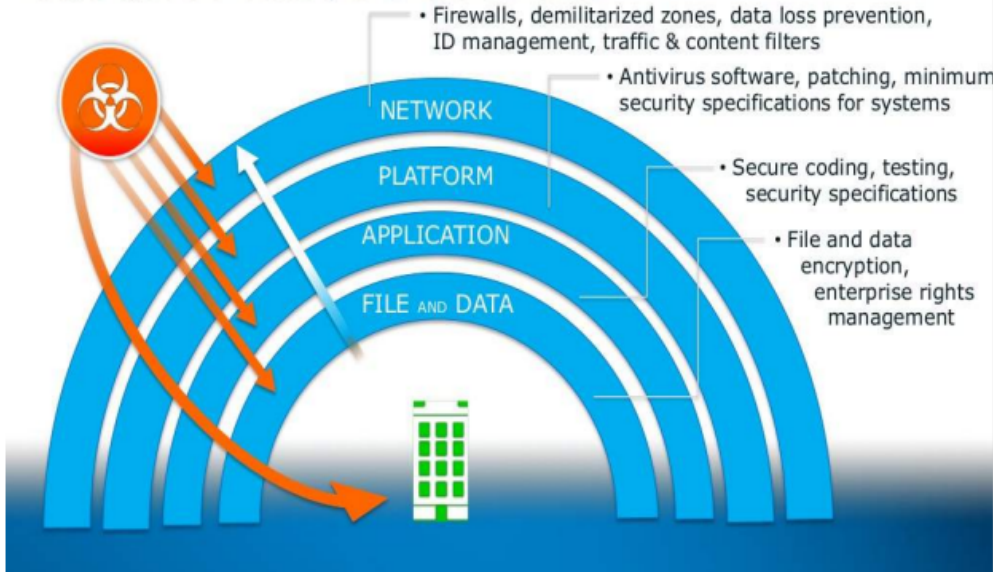 • Firewalls, demilitarized zones, data loss prevention,
ID management, traffic & content filters
• Antivirus software, patching, minimum
security specifications for systems
NETWORK
PLATFORM
• Secure coding, testing,
security specifications
APPLICATION
• File and data
encryption,
enterprise rights
management
FILE AND DATA